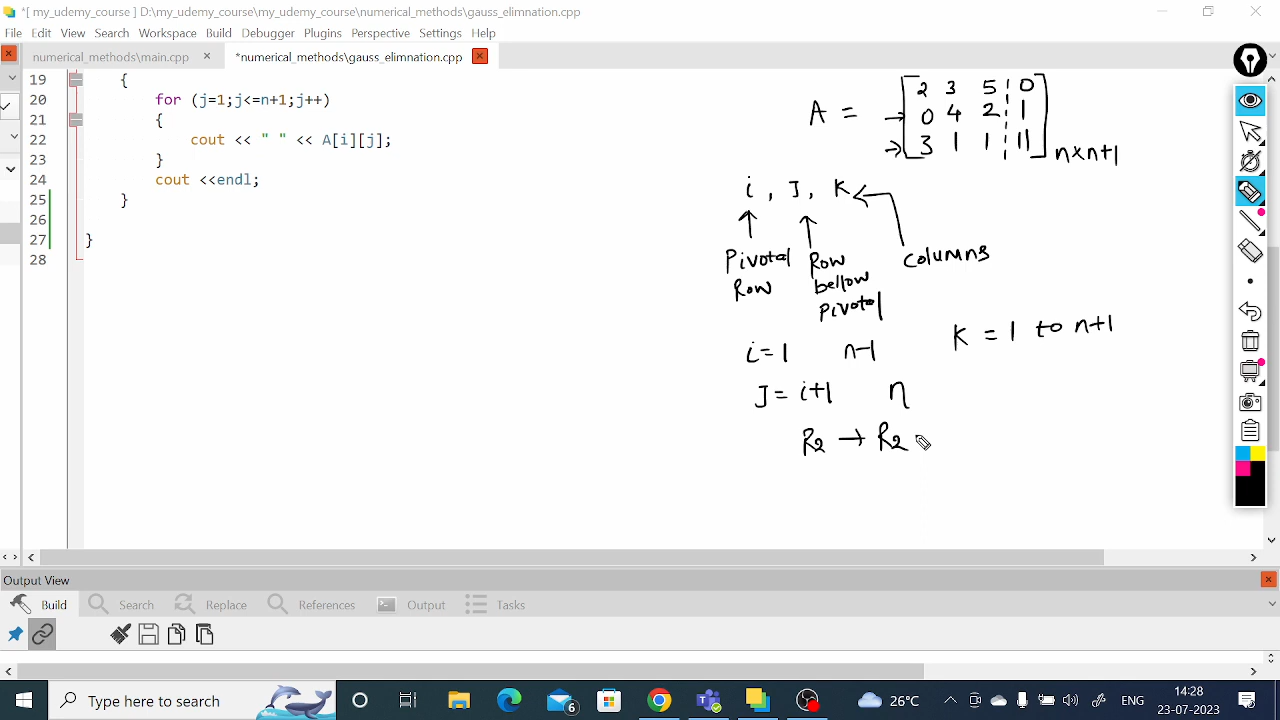 *[ my_udemy_course ] D:\my_udemy_course\my_udemy_course\numerical_methods\gauss_elimnation.cpp
File Edit View Search Workspace Build Debugger Plugins Perspective Settings Help
numerical_methods\main.cpp *numerical_methods\gauss_elimnation.cpp
19 {
20 for (j=1;j<=n+1;j++)
21 {
22 cout << " " << A[i][j];
23 }
24 cout <<endl;
25 }
26
27 }
28
A = 2 3 5 0
0 4 2 1
3 1 1 11
n×n+1
i , J, K
Pivotal Row
Row bellow Pivotal
columns
i=1 n-1
K = 1 to n+1
J = i+1 n
R2 → R2
Output View
Build Search Replace References Output Tasks
Type here to search
6
26°C
ENG
14:28
23-07-2023